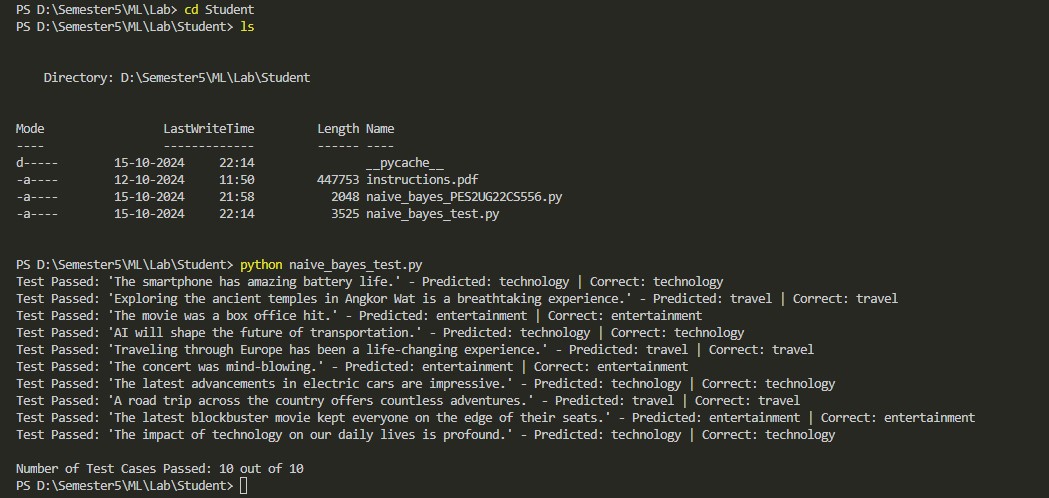 PS D:\Semester5\ML\Lab> cd Student
PS D:\Semester5\ML\Lab\Student> ls
Directory: D:\Semester5\ML\Lab\Student
Mode LastWriteTime Length Name
---- ------------- ------ ----
d----- 15-10-2024 22:14 __pycache__
-a---- 12-10-2024 11:50 447753 instructions.pdf
-a---- 15-10-2024 21:58 2048 naive_bayes_PES2UG22CS556.py
-a---- 15-10-2024 22:14 3525 naive_bayes_test.py
PS D:\Semester5\ML\Lab\Student> python naive_bayes_test.py
Test Passed: 'The smartphone has amazing battery life.' - Predicted: technology | Correct: technology
Test Passed: 'Exploring the ancient temples in Angkor Wat is a breathtaking experience.' - Predicted: travel | Correct: travel
Test Passed: 'The movie was a box office hit.' - Predicted: entertainment | Correct: entertainment
Test Passed: 'AI will shape the future of transportation.' - Predicted: technology | Correct: technology
Test Passed: 'Traveling through Europe has been a life-changing experience.' - Predicted: travel | Correct: travel
Test Passed: 'The concert was mind-blowing.' - Predicted: entertainment | Correct: entertainment
Test Passed: 'The latest advancements in electric cars are impressive.' - Predicted: technology | Correct: technology
Test Passed: 'A road trip across the country offers countless adventures.' - Predicted: travel | Correct: travel
Test Passed: 'The latest blockbuster movie kept everyone on the edge of their seats.' - Predicted: entertainment | Correct: entertainment
Test Passed: 'The impact of technology on our daily lives is profound.' - Predicted: technology | Correct: technology
Number of Test Cases Passed: 10 out of 10
PS D:\Semester5\ML\Lab\Student>